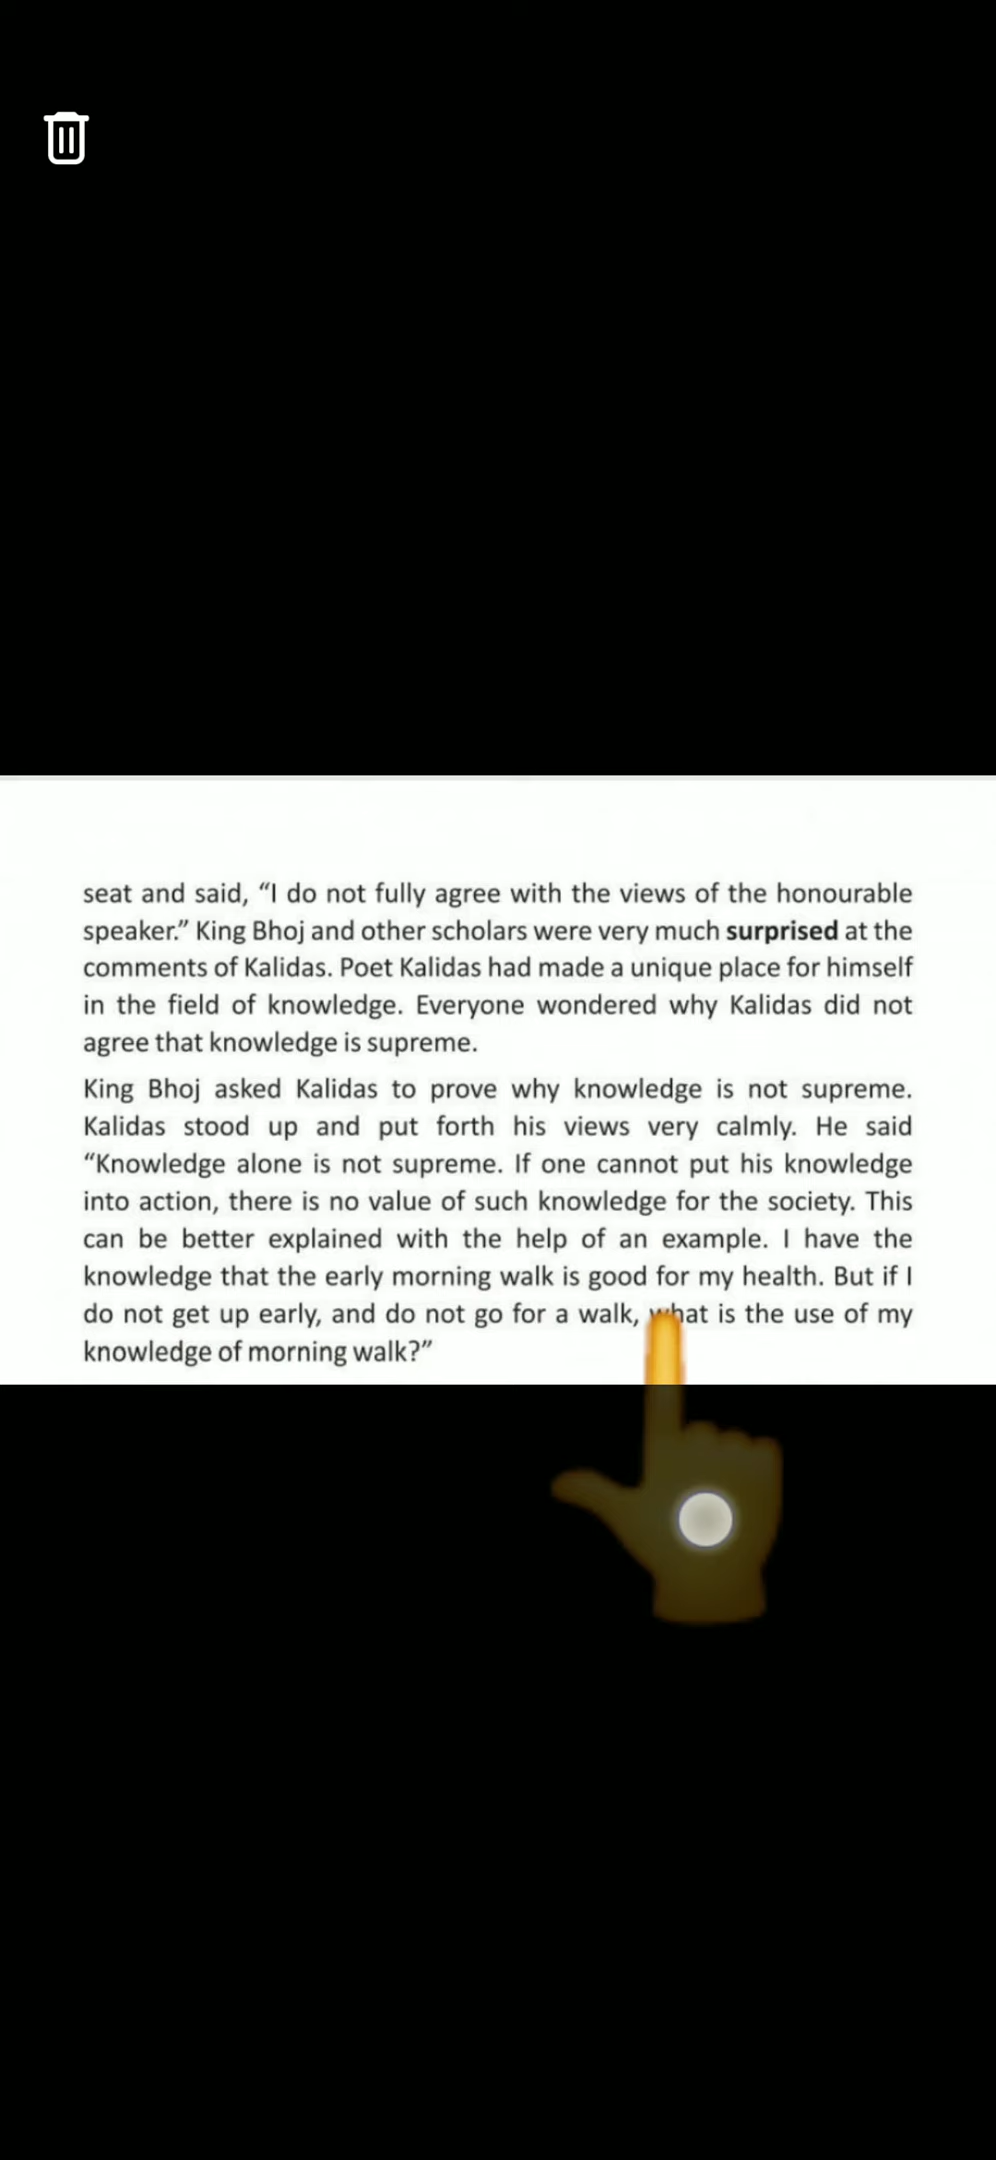 seat and said, “I do not fully agree with the views of the honourable
speaker.” King Bhoj and other scholars were very much surprised at the
comments of Kalidas. Poet Kalidas had made a unique place for himself
in the field of knowledge. Everyone wondered why Kalidas did not
agree that knowledge is supreme.
King Bhoj asked Kalidas to prove why knowledge is not supreme.
Kalidas stood up and put forth his views very calmly. He said
“Knowledge alone is not supreme. If one cannot put his knowledge
into action, there is no value of such knowledge for the society. This
can be better explained with the help of an example. I have the
knowledge that the early morning walk is good for my health. But if I
do not get up early, and do not go for a walk, what is the use of my
knowledge of morning walk?”